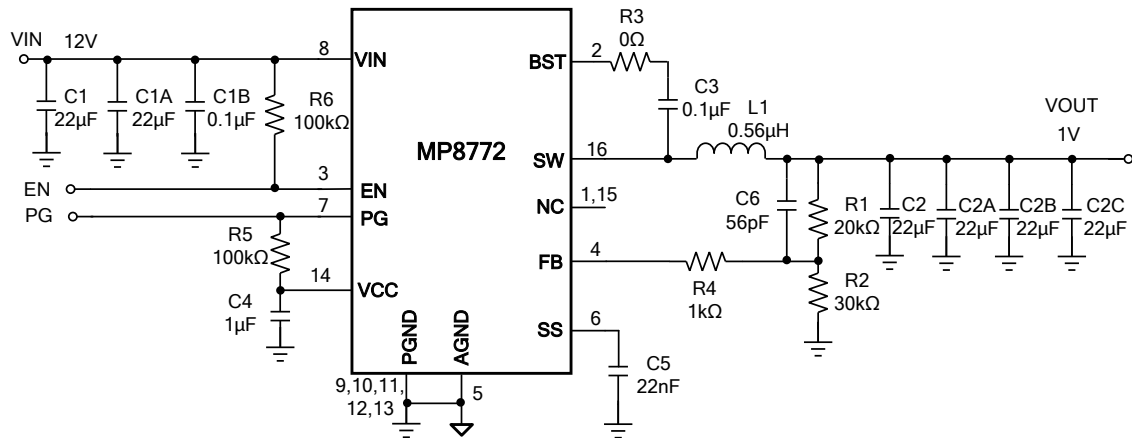 VIN 12V
C1
22µF
C1A
22µF
C1B
0.1µF
R6
100kΩ
EN
PG
R5
100kΩ
C4
1µF
8
3
7
14
VIN
EN
PG
VCC
MP8772
PGND
AGND
9,10,11,
12,13
5
BST
SW
NC
FB
SS
2
16
1,15
4
6
R3
0Ω
C3
0.1µF
L1
0.56µH
C6
56pF
R1
20kΩ
R4
1kΩ
R2
30kΩ
C5
22nF
C2
22µF
C2A
22µF
C2B
22µF
C2C
22µF
VOUT
1V